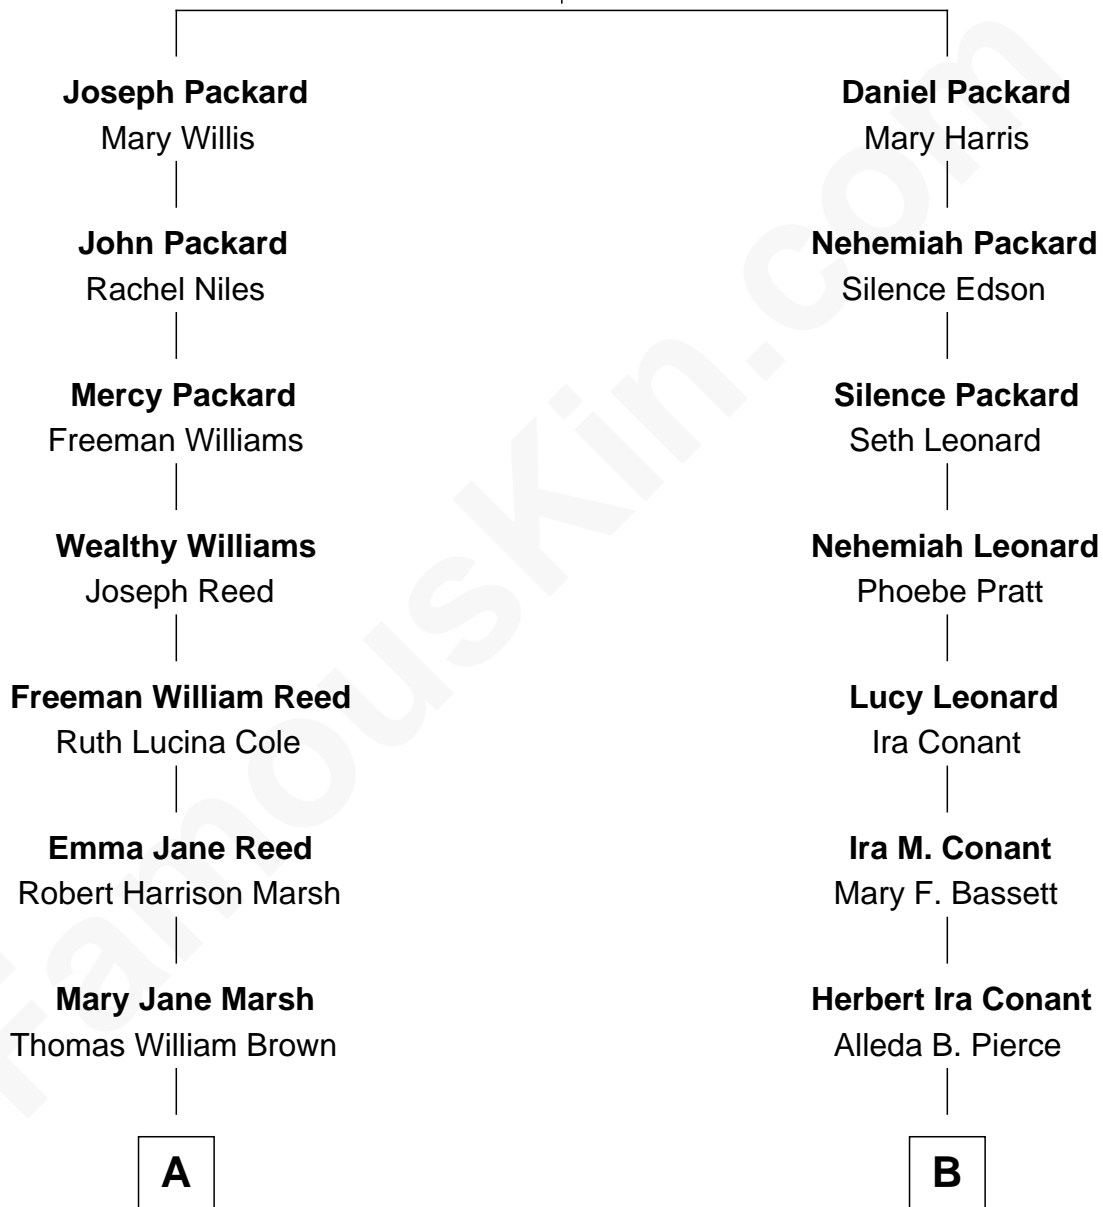 Joseph Packard
Mary Willis
John Packard
Rachel Niles
Mercy Packard
Freeman Williams
Wealthy Williams
Joseph Reed
Freeman William Reed
Ruth Lucina Cole
Emma Jane Reed
Robert Harrison Marsh
Mary Jane Marsh
Thomas William Brown
A
Daniel Packard
Mary Harris
Nehemiah Packard
Silence Edson
Silence Packard
Seth Leonard
Nehemiah Leonard
Phoebe Pratt
Lucy Leonard
Ira Conant
Ira M. Conant
Mary F. Bassett
Herbert Ira Conant
Alleda B. Pierce
B
FamousKin.com